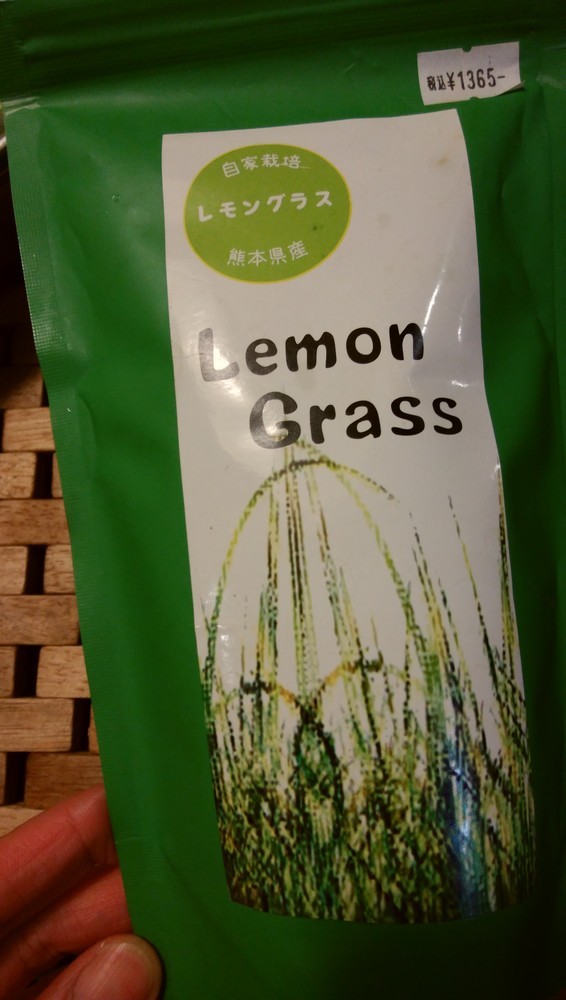 税込¥1365-
自家栽培
レモングラス
熊本県産
Lemon
Grass